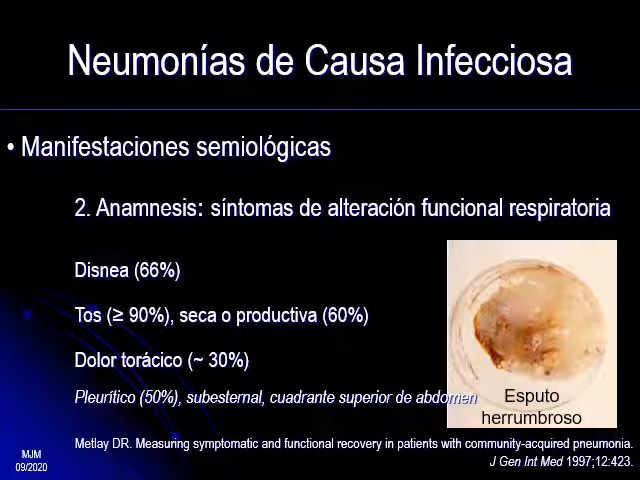 Neumonías de Causa Infecciosa
• Manifestaciones semiológicas
2. Anamnesis: síntomas de alteración funcional respiratoria
Disnea (66%)
Tos (≥ 90%), seca o productiva (60%)
Dolor torácico (~ 30%)
Pleurítico (50%), subesternal, cuadrante superior de abdomen
Esputo
herrumbroso
Metlay DR. Measuring symptomatic and functional recovery in patients with community-acquired pneumonia.
J Gen Int Med 1997;12:423.
MJM
09/2020